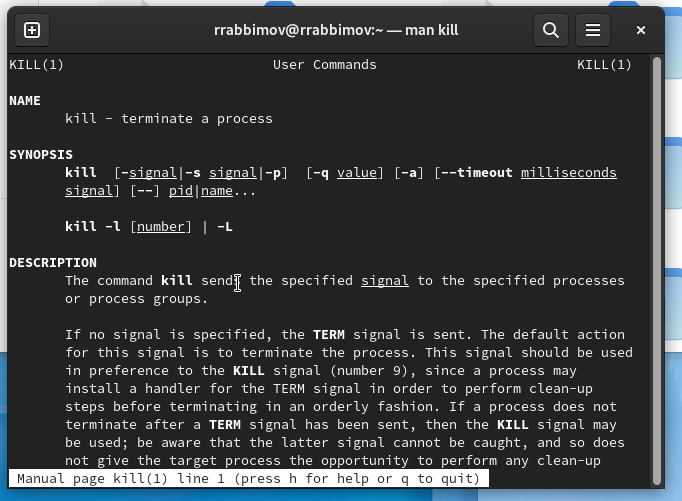 rrabbimov@rrabbimov:~ — man kill
KILL(1) User Commands KILL(1)
NAME
kill - terminate a process
SYNOPSIS
kill [-signal|-s signal|-p] [-q value] [-a] [--timeout milliseconds
signal] [--] pid|name...
kill -l [number] | -L
DESCRIPTION
The command kill sends the specified signal to the specified processes
or process groups.
If no signal is specified, the TERM signal is sent. The default action
for this signal is to terminate the process. This signal should be used
in preference to the KILL signal (number 9), since a process may
install a handler for the TERM signal in order to perform clean-up
steps before terminating in an orderly fashion. If a process does not
terminate after a TERM signal has been sent, then the KILL signal may
be used; be aware that the latter signal cannot be caught, and so does
not give the target process the opportunity to perform any clean-up
Manual page kill(1) line 1 (press h for help or q to quit)